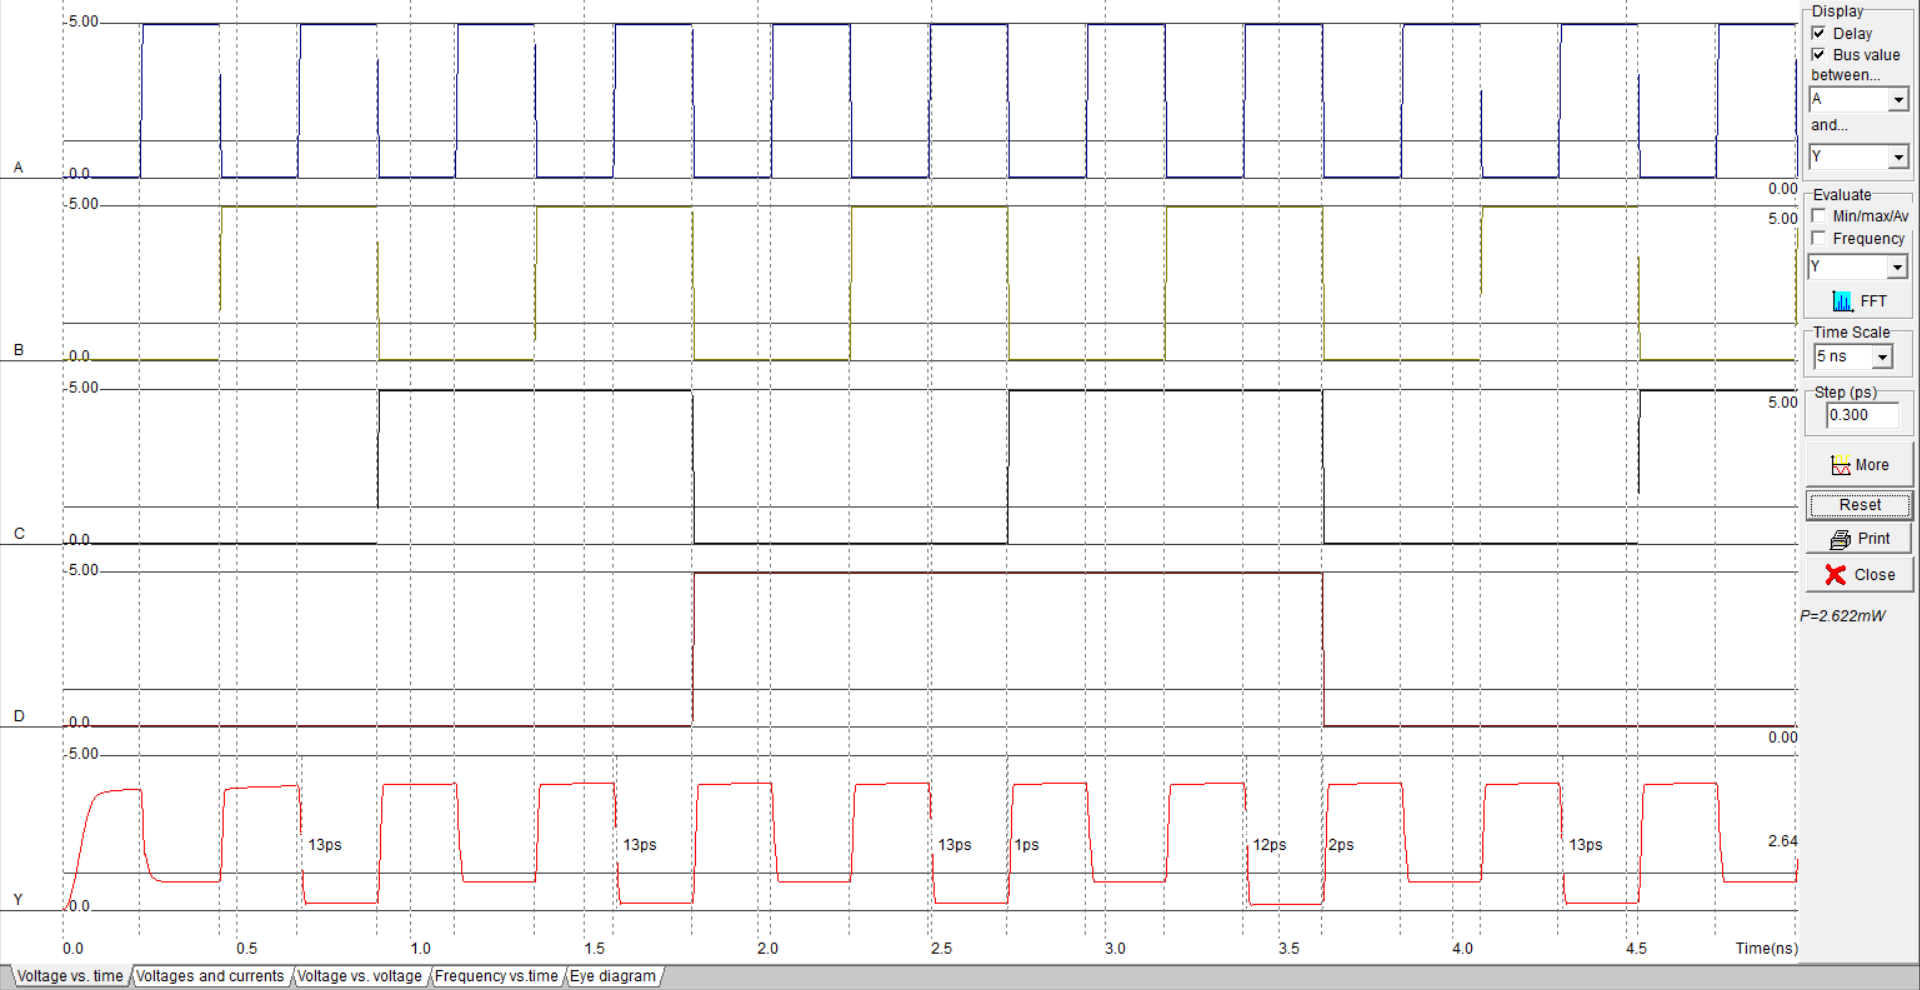 5.00
A
0.0
0.00
5.00
B
0.0
5.00
5.00
C
0.0
5.00
5.00
D
0.0
0.00
5.00
13ps
13ps
13ps
1ps
12ps
2ps
13ps
2.64
Y
0.0
0.0
0.5
1.0
1.5
2.0
2.5
3.0
3.5
4.0
4.5
Time(ns)
Voltage vs. time
Voltages and currents
Voltage vs. voltage
Frequency vs.time
Eye diagram
Display
Delay
Bus value
between...
A
and...
Y
Evaluate
Min/max/Av
Frequency
Y
FFT
Time Scale
5 ns
Step (ps)
0.300
More
Reset
Print
Close
P=2.622mW